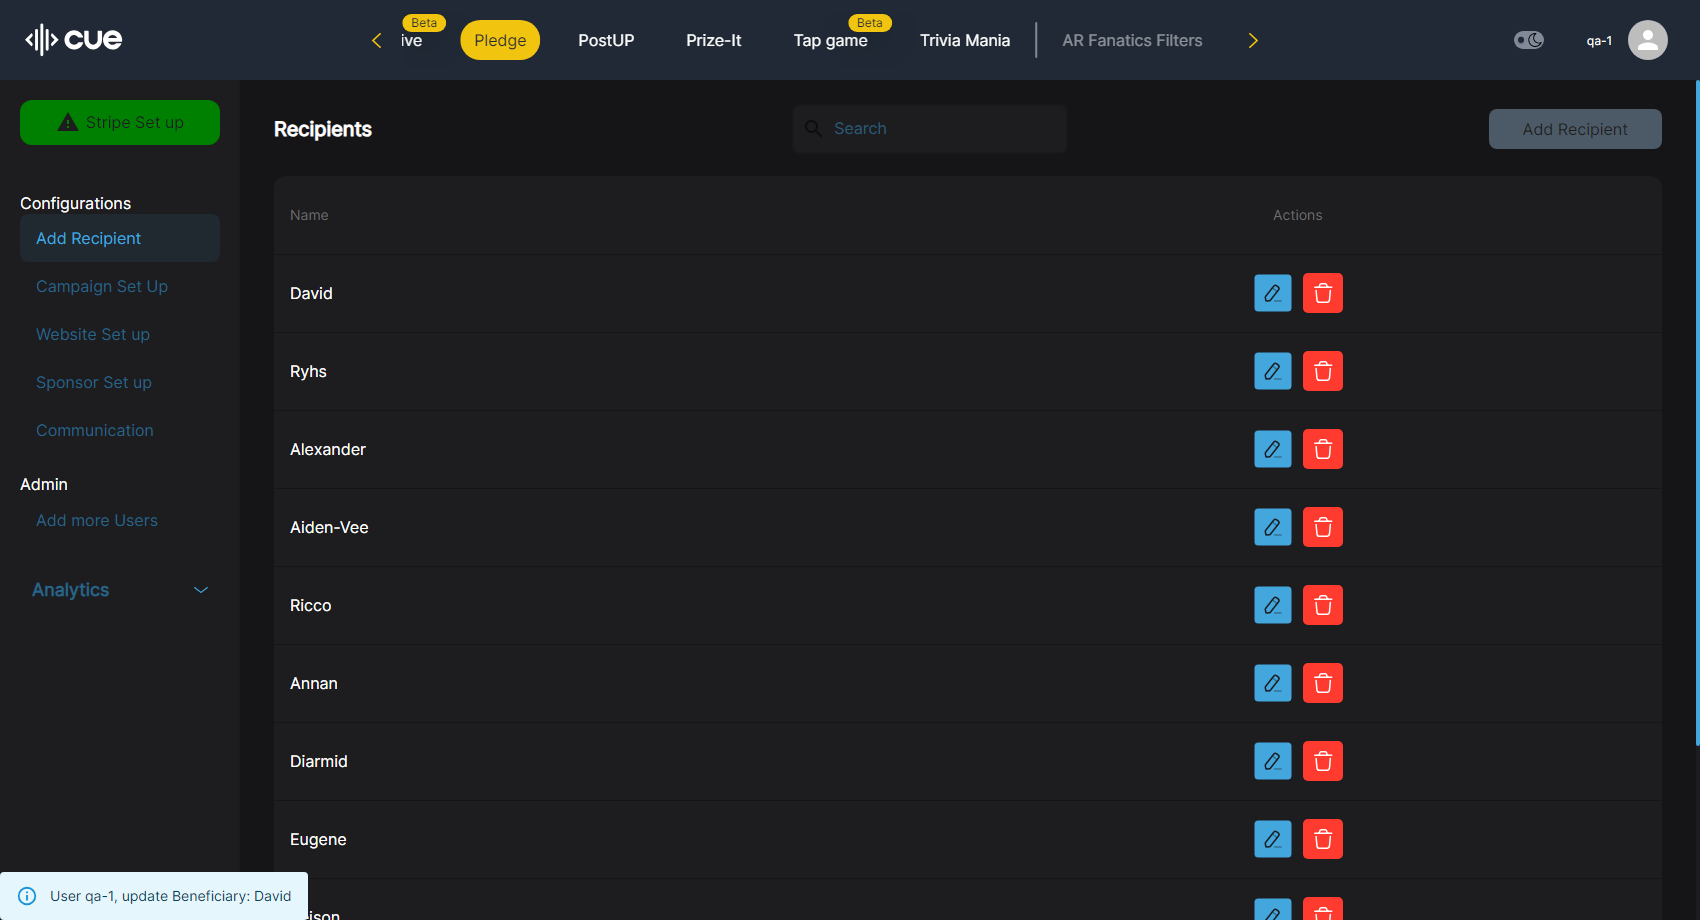 cue
ive
Beta
Pledge
PostUP
Prize-It
Tap game
Beta
Trivia Mania
AR Fanatics Filters
qa-1
Stripe Set up
Configurations
Add Recipient
Campaign Set Up
Website Set up
Sponsor Set up
Communication
Admin
Add more Users
Analytics
Recipients
Search
Add Recipient
Name
Actions
David
Ryhs
Alexander
Aiden-Vee
Ricco
Annan
Diarmid
Eugene
User qa-1, update Beneficiary: David